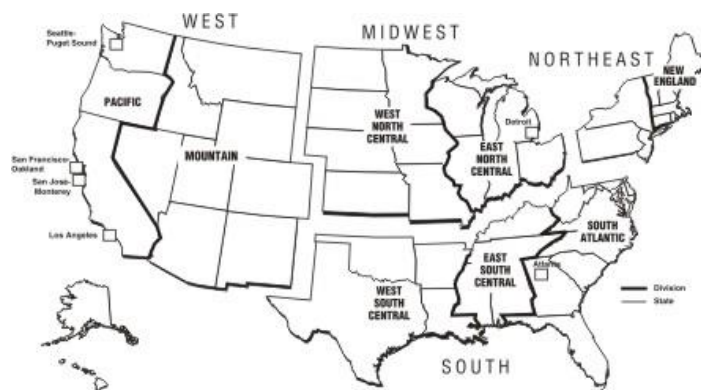 WEST
MIDWEST
NORTHEAST
Seattle-
Puget Sound
NEW
ENGLAND
PACIFIC
WEST
NORTH
CENTRAL
Detroit
EAST
NORTH
CENTRAL
MOUNTAIN
San Francisco-
Oakland
San Jose-
Monterey
Los Angeles
SOUTH
ATLANTIC
EAST
SOUTH
CENTRAL
Atlanta
WEST
SOUTH
CENTRAL
Division
State
SOUTH